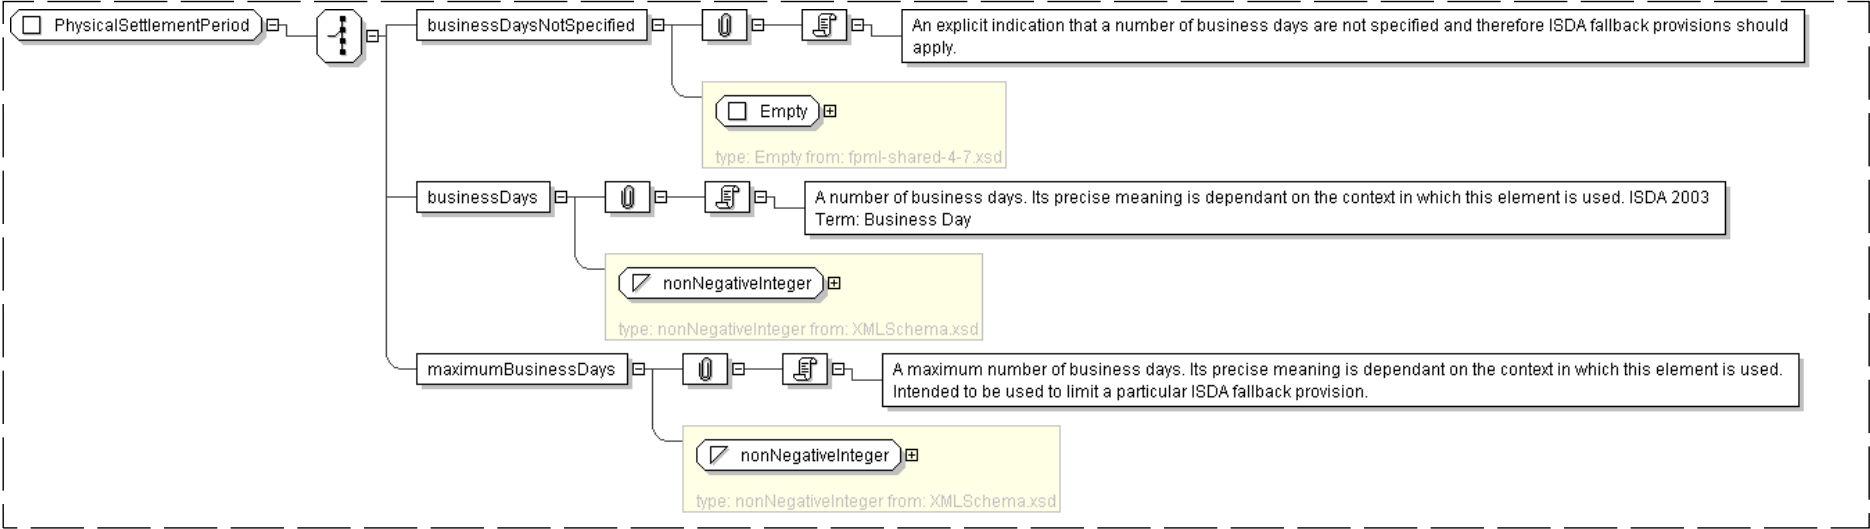 PhysicalSettlementPeriod
businessDaysNotSpecified
An explicit indication that a number of business days are not specified and therefore ISDA fallback provisions should
apply.
Empty
type: Empty from: fpml-shared-4-7.xsd
businessDays
A number of business days. Its precise meaning is dependant on the context in which this element is used. ISDA 2003
Term: Business Day
nonNegativeInteger
type: nonNegativeInteger from: XMLSchema.xsd
maximumBusinessDays
A maximum number of business days. Its precise meaning is dependant on the context in which this element is used.
Intended to be used to limit a particular ISDA fallback provision.
nonNegativeInteger
type: nonNegativeInteger from: XMLSchema.xsd